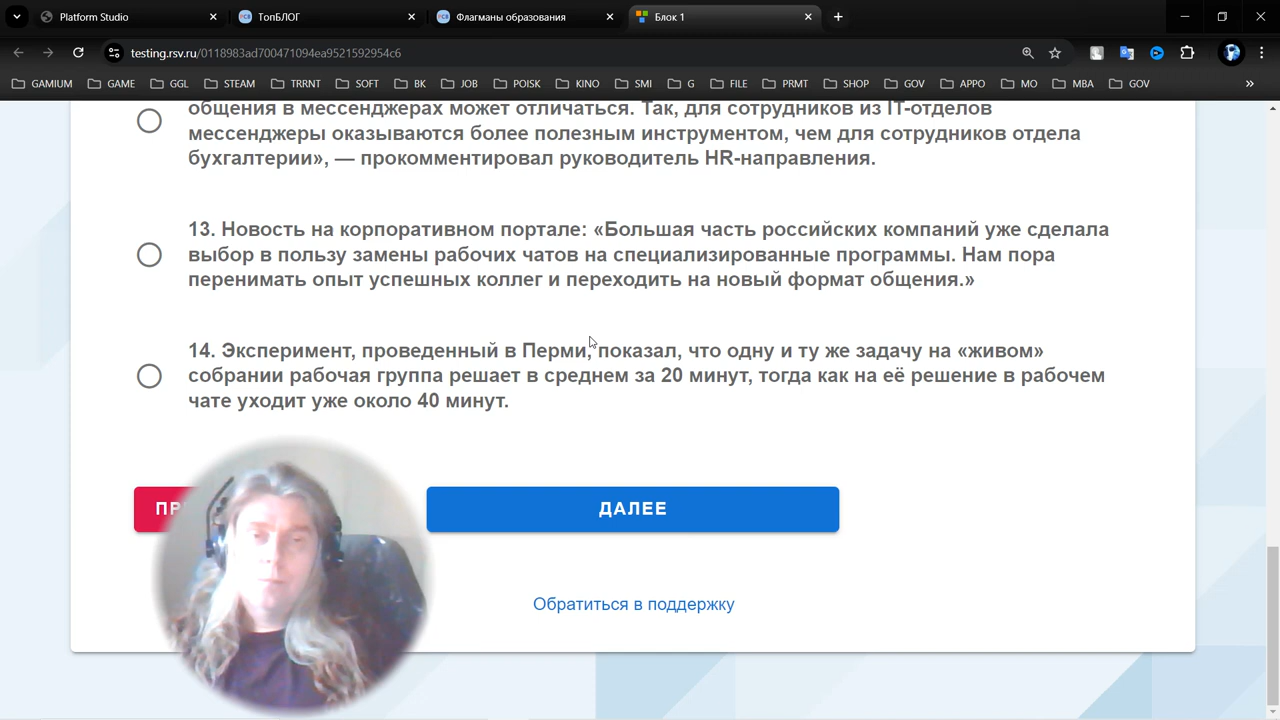 Platform Studio
ТопБЛОГ
Флагманы образования
Блок 1
testing.rsv.ru/0118983ad700471094ea9521592954c6
GAMIUM
GAME
GGL
STEAM
TRRNT
SOFT
BK
JOB
POISK
KINO
SMI
G
FILE
PRMT
SHOP
GOV
APPO
MO
MBA
GOV
общения в мессенджерах может отличаться. Так, для сотрудников из IT-отделов
мессенджеры оказываются более полезным инструментом, чем для сотрудников отдела
бухгалтерии», — прокомментировал руководитель HR-направления.
13. Новость на корпоративном портале: «Большая часть российских компаний уже сделала
выбор в пользу замены рабочих чатов на специализированные программы. Нам пора
перенимать опыт успешных коллег и переходить на новый формат общения.»
14. Эксперимент, проведенный в Перми, показал, что одну и ту же задачу на «живом»
собрании рабочая группа решает в среднем за 20 минут, тогда как на её решение в рабочем
чате уходит уже около 40 минут.
ДАЛЕЕ
Обратиться в поддержку